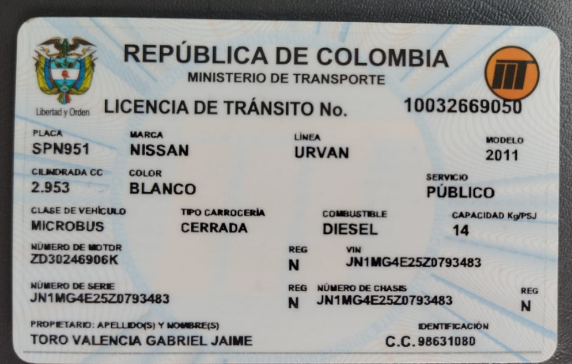 REPÚBLICA DE COLOMBIA
MINISTERIO DE TRANSPORTE
Libertad y Orden
LICENCIA DE TRÁNSITO No. 10032669050
PLACA MARCA LÍNEA MODELO
SPN951 NISSAN URVAN 2011
CILINDRADA CC COLOR SERVICIO
2.953 BLANCO PÚBLICO
CLASE DE VEHÍCULO TIPO CARROCERÍA COMBUSTIBLE CAPACIDAD Kg/PSJ
MICROBUS CERRADA DIESEL 14
NÚMERO DE MOTOR REG VIN
ZD30246906K N JN1MG4E25Z0793483
NÚMERO DE SERIE REG NÚMERO DE CHASIS REG
JN1MG4E25Z0793483 N JN1MG4E25Z0793483 N
PROPIETARIO: APELLIDO(S) Y NOMBRE(S) IDENTIFICACIÓN
TORO VALENCIA GABRIEL JAIME C.C. 98631080